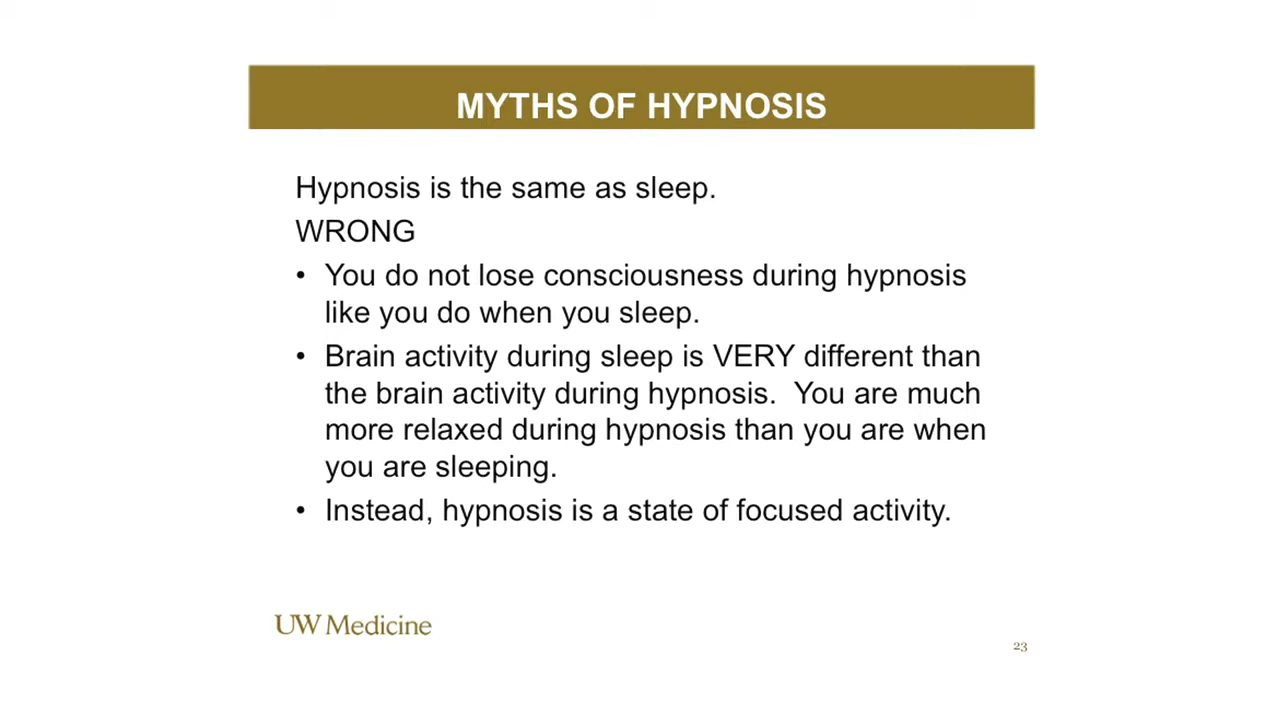 MYTHS OF HYPNOSIS
Hypnosis is the same as sleep.
WRONG
• You do not lose consciousness during hypnosis
like you do when you sleep.
• Brain activity during sleep is VERY different than
the brain activity during hypnosis.  You are much
more relaxed during hypnosis than you are when
you are sleeping.
• Instead, hypnosis is a state of focused activity.
UW Medicine
23